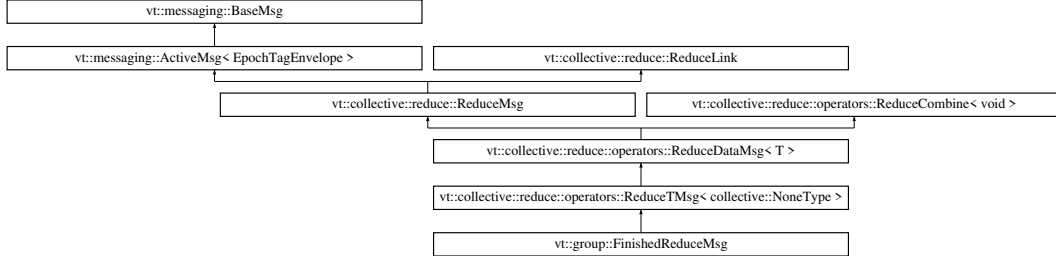 vt::messaging::BaseMsg
vt::messaging::ActiveMsg< EpochTagEnvelope >
vt::collective::reduce::ReduceLink
vt::collective::reduce::ReduceMsg
vt::collective::reduce::operators::ReduceCombine< void >
vt::collective::reduce::operators::ReduceDataMsg< T >
vt::collective::reduce::operators::ReduceTMsg< collective::NoneType >
vt::group::FinishedReduceMsg